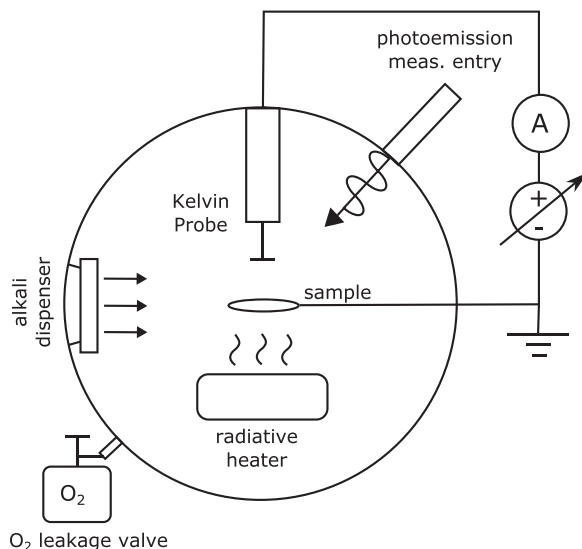 photoemission
meas. entry
A
Kelvin
Probe
+
-
alkali
dispenser
sample
radiative
heater
O₂
O₂ leakage valve